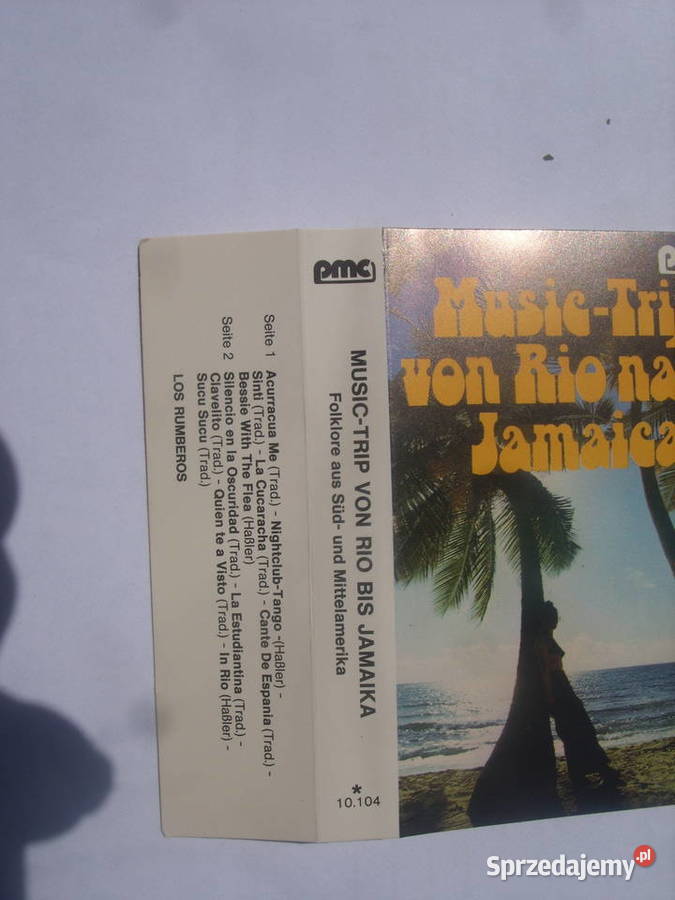 Seite 1 Acurracua Me (Trad.) - Nightclub-Tango -(Haßler) -
Sinti (Trad.) - La Cucaracha (Trad.) - Cante De Espania (Trad.) -
Bessie With The Flea (Haßler)
Seite 2 Silencio en la Oscuridad (Trad.) - La Estudiantina (Trad.) -
Clavelito (Trad.) - Quien te a Visto (Trad.) - In Rio (Haßler) -
Sucu Sucu (Trad.)
LOS RUMBEROS
pmc
MUSIC-TRIP VON RIO BIS JAMAIKA
Folklore aus Süd- und Mittelamerika
*
10.104
Music-Trip
von Rio na
Jamaica
Sprzedajemy.pl